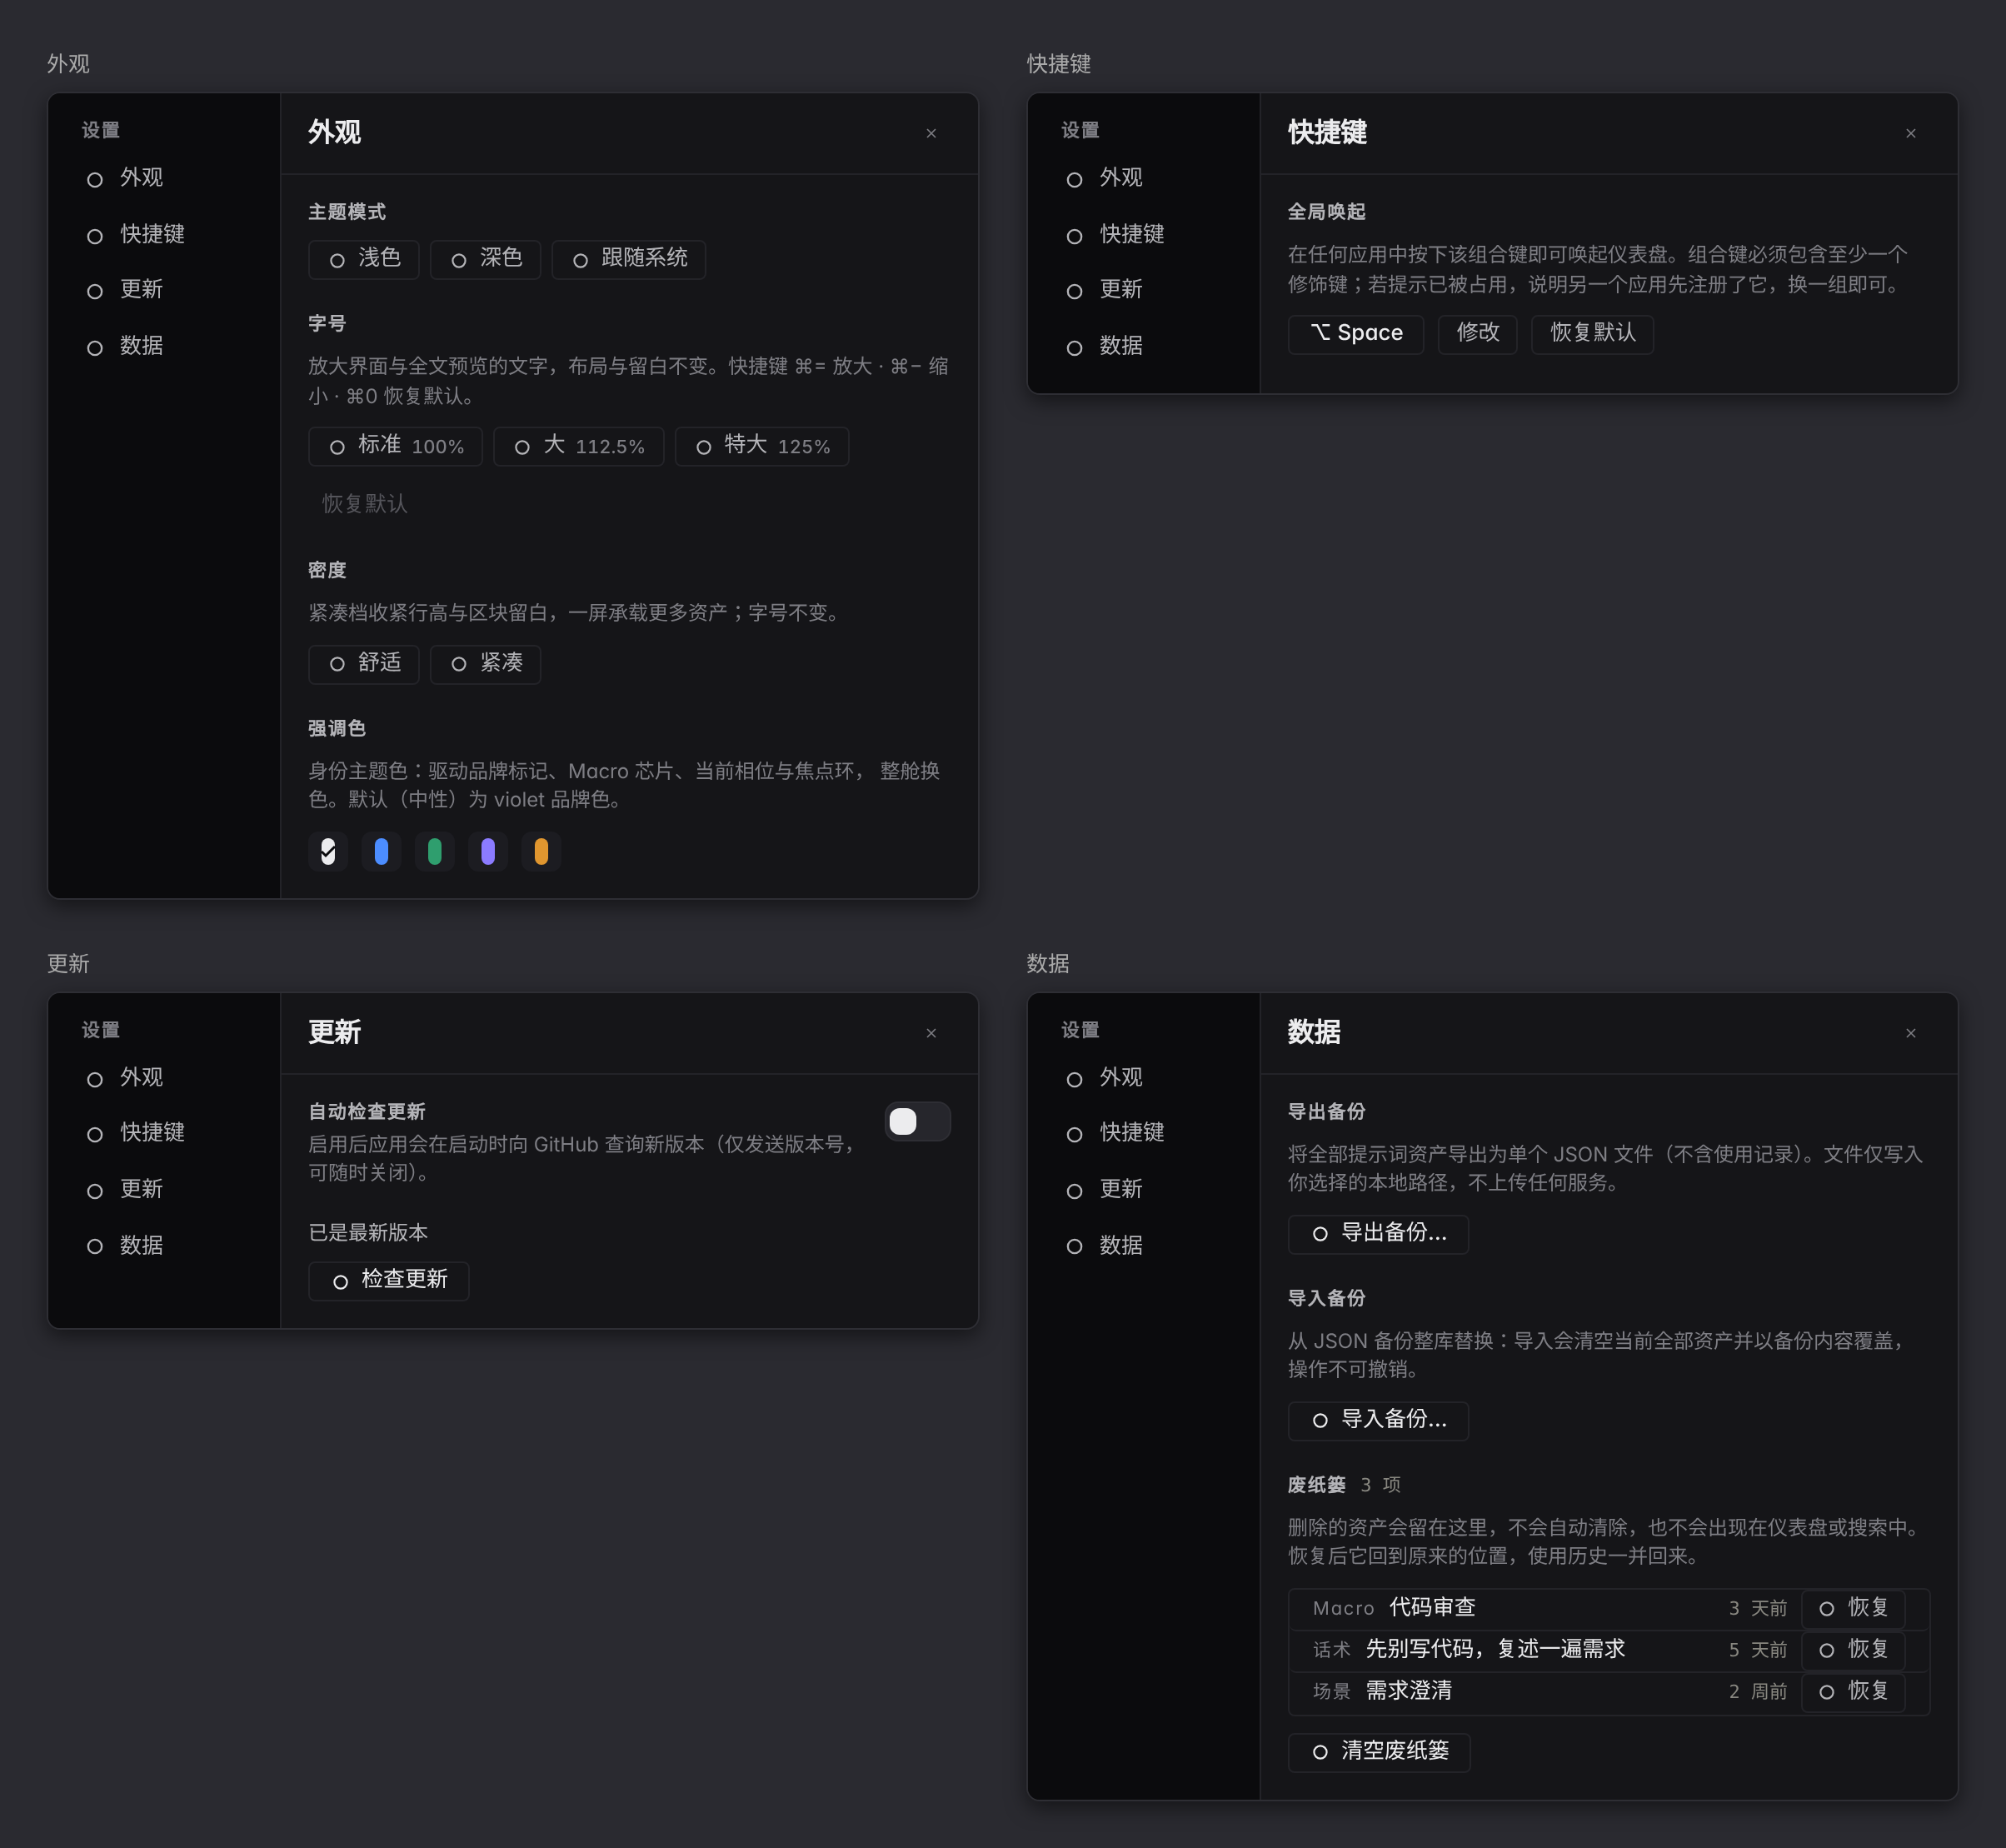 外观
设置
外观
快捷键
更新
数据
外观
×
主题模式
浅色
深色
跟随系统
字号
放大界面与全文预览的文字，布局与留白不变。快捷键 ⌘= 放大 · ⌘− 缩
小 · ⌘0 恢复默认。
标准 100%
大 112.5%
特大 125%
恢复默认
密度
紧凑档收紧行高与区块留白，一屏承载更多资产；字号不变。
舒适
紧凑
强调色
身份主题色：驱动品牌标记、Macro 芯片、当前相位与焦点环， 整舱换
色。默认（中性）为 violet 品牌色。
快捷键
设置
外观
快捷键
更新
数据
快捷键
×
全局唤起
在任何应用中按下该组合键即可唤起仪表盘。组合键必须包含至少一个
修饰键；若提示已被占用，说明另一个应用先注册了它，换一组即可。
⌥ Space
修改
恢复默认
更新
设置
外观
快捷键
更新
数据
更新
×
自动检查更新
启用后应用会在启动时向 GitHub 查询新版本（仅发送版本号，
可随时关闭）。
已是最新版本
检查更新
数据
设置
外观
快捷键
更新
数据
数据
×
导出备份
将全部提示词资产导出为单个 JSON 文件（不含使用记录）。文件仅写入
你选择的本地路径，不上传任何服务。
导出备份...
导入备份
从 JSON 备份整库替换：导入会清空当前全部资产并以备份内容覆盖，
操作不可撤销。
导入备份...
废纸篓 3 项
删除的资产会留在这里，不会自动清除，也不会出现在仪表盘或搜索中。
恢复后它回到原来的位置，使用历史一并回来。
Macro 代码审查 3 天前 恢复
话术 先别写代码，复述一遍需求 5 天前 恢复
场景 需求澄清 2 周前 恢复
清空废纸篓